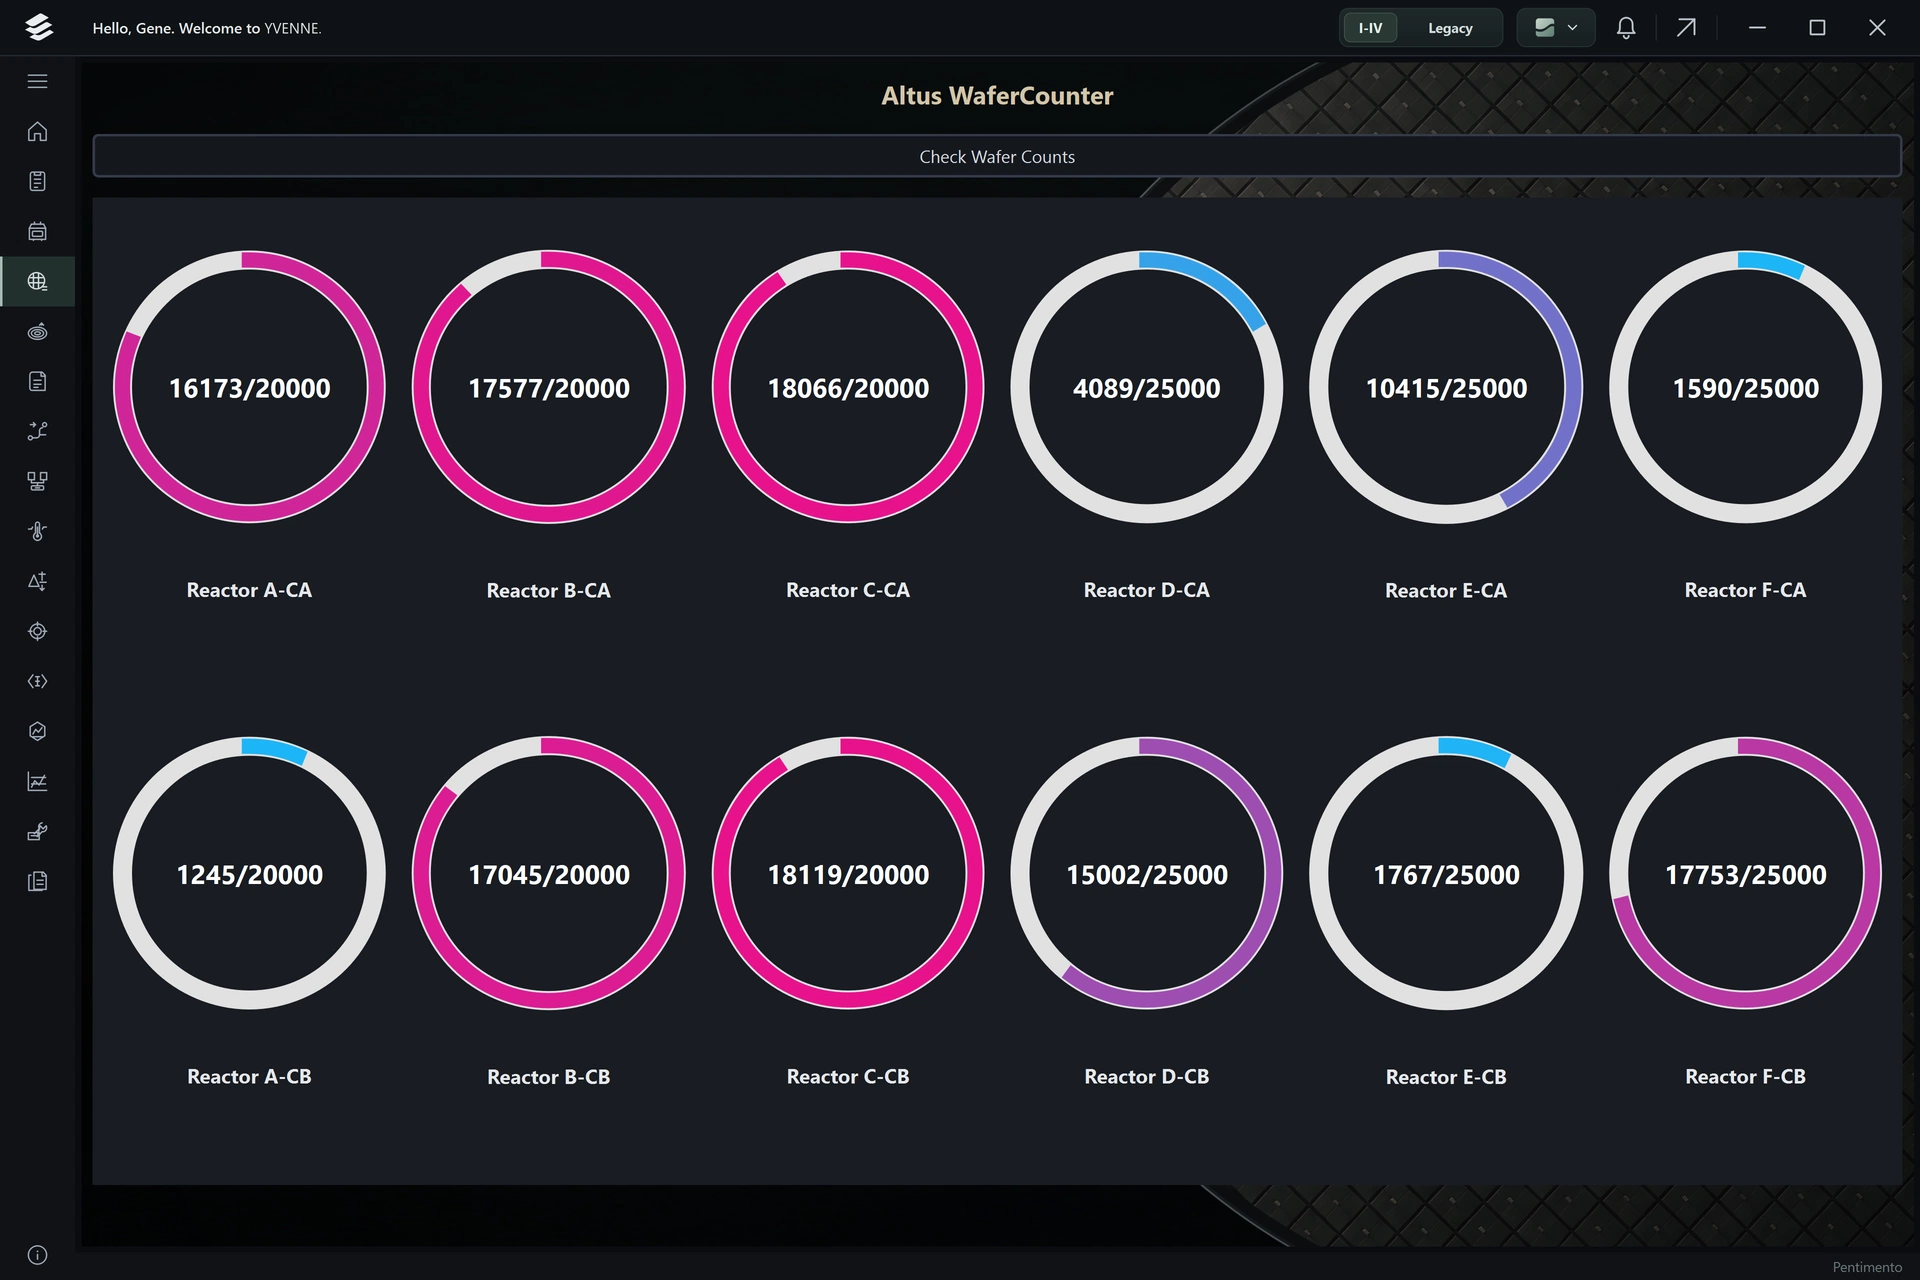 Hello, Gene. Welcome to YVENNE.
I-IV
Legacy
Altus WaferCounter
Check Wafer Counts
16173/20000
17577/20000
18066/20000
4089/25000
10415/25000
1590/25000
Reactor A-CA
Reactor B-CA
Reactor C-CA
Reactor D-CA
Reactor E-CA
Reactor F-CA
1245/20000
17045/20000
18119/20000
15002/25000
1767/25000
17753/25000
Reactor A-CB
Reactor B-CB
Reactor C-CB
Reactor D-CB
Reactor E-CB
Reactor F-CB
Pentimento